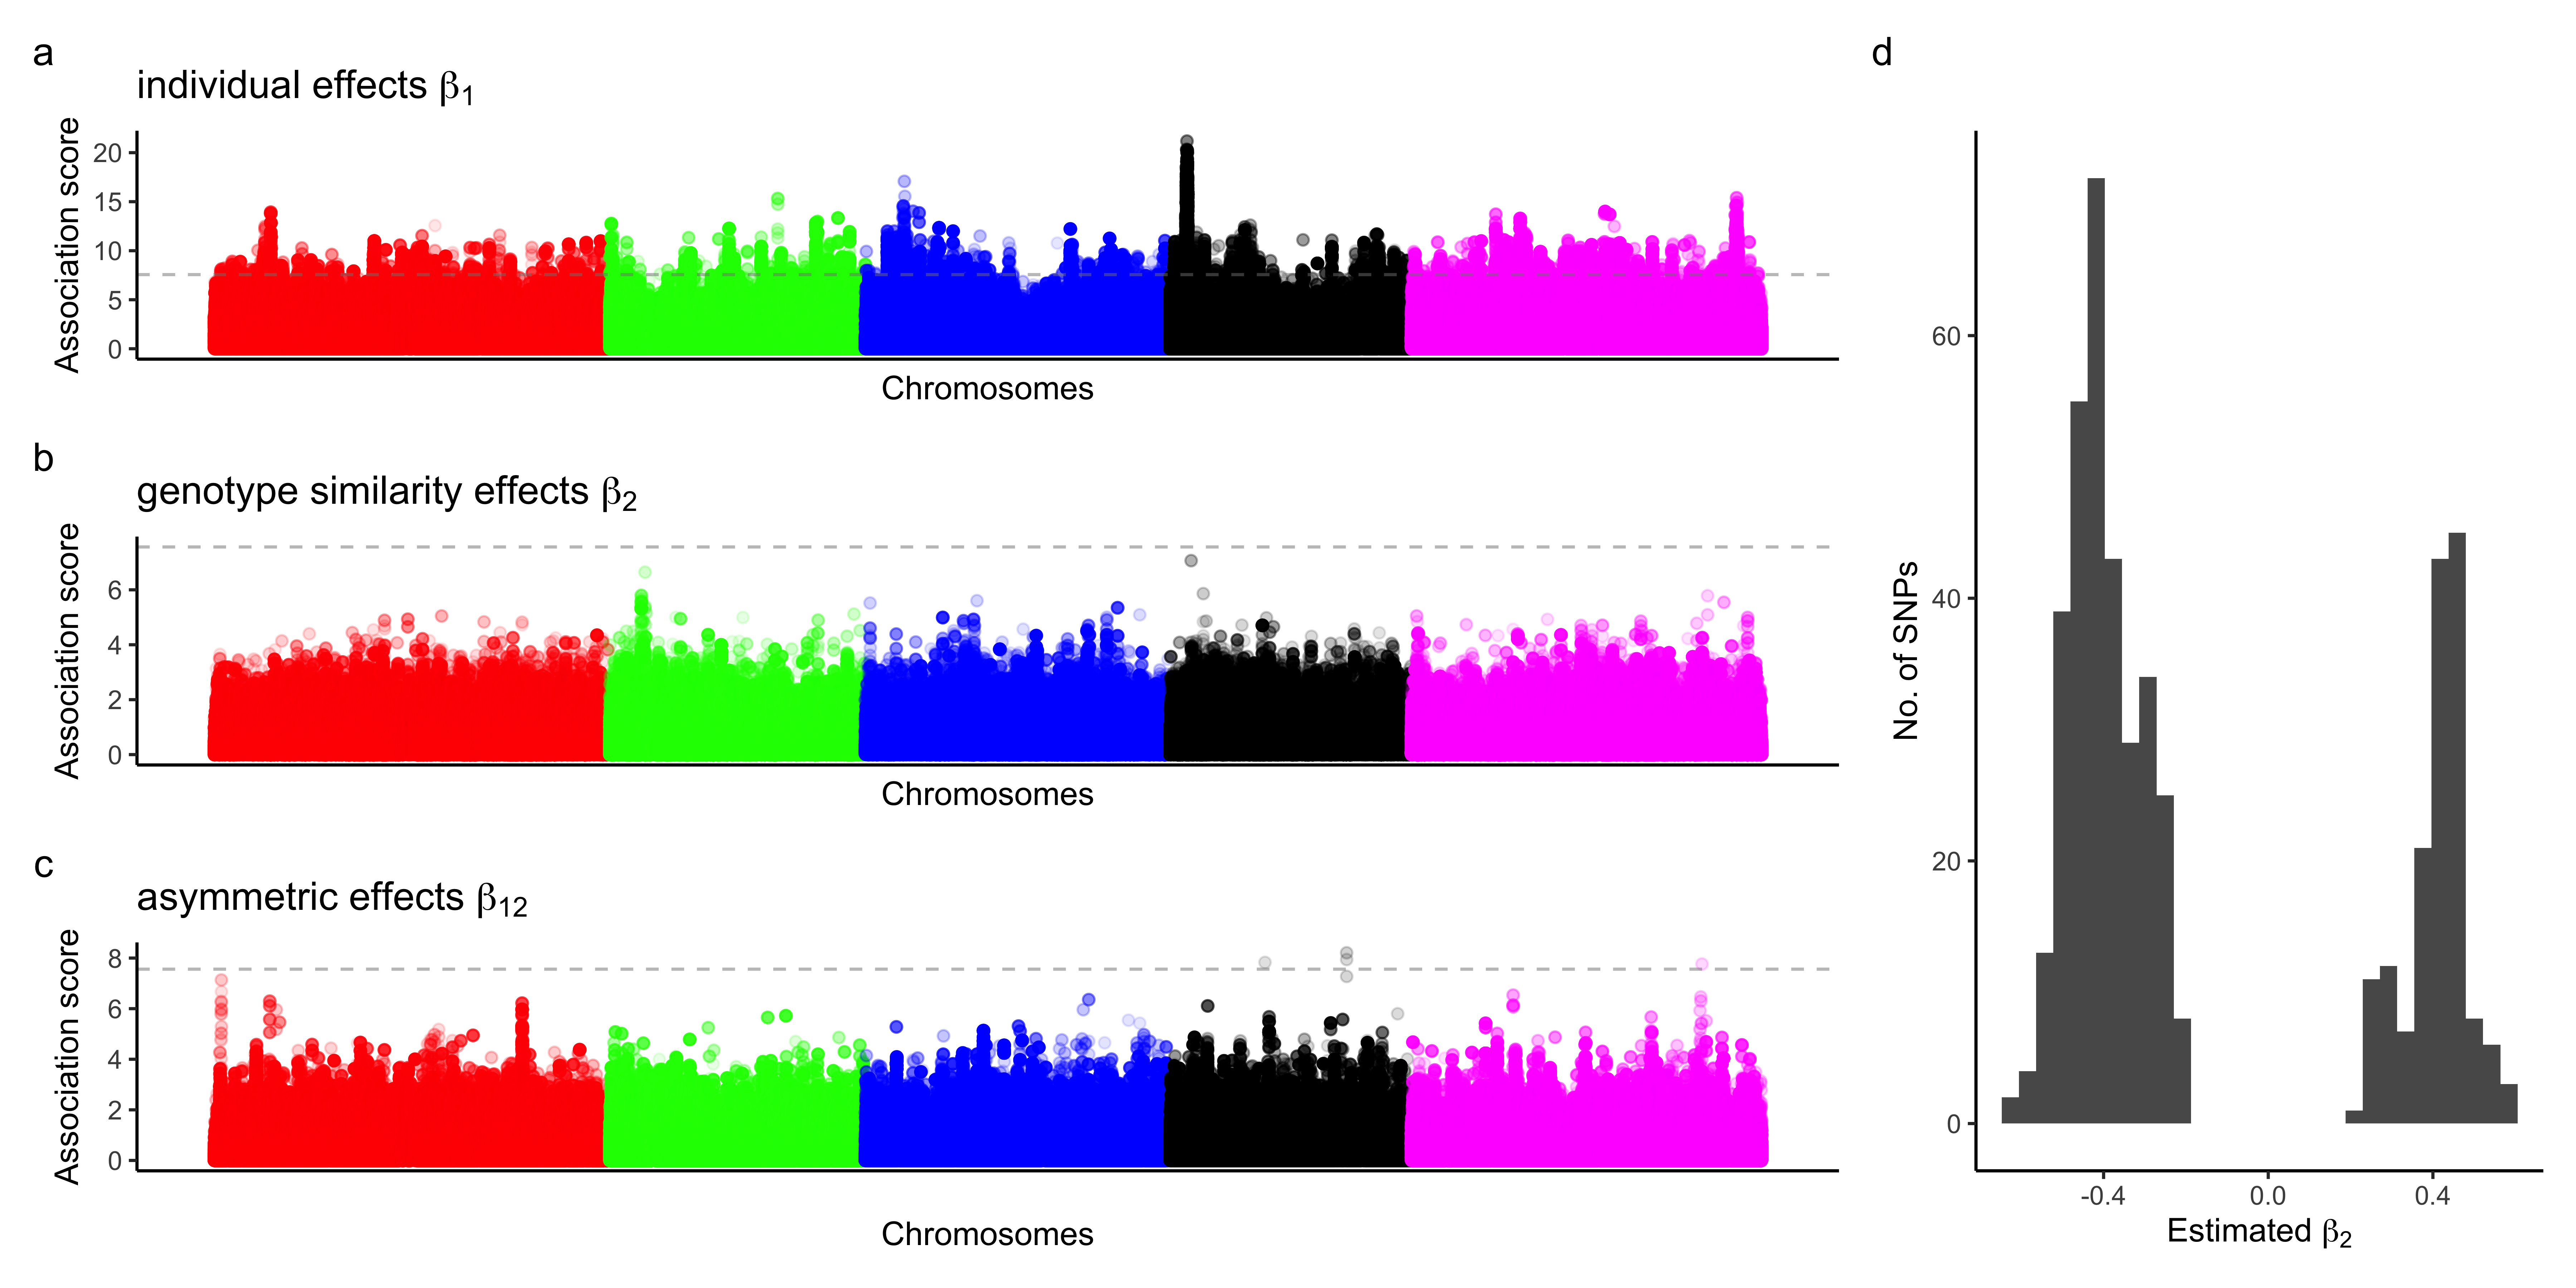 a
individual effects β1
Association score
20
15
10
5
0
Chromosomes
b
genotype similarity effects β2
Association score
6
4
2
0
Chromosomes
c
asymmetric effects β12
Association score
8
6
4
2
0
Chromosomes
d
No. of SNPs
60
40
20
0
-0.4 0.0 0.4
Estimated β2